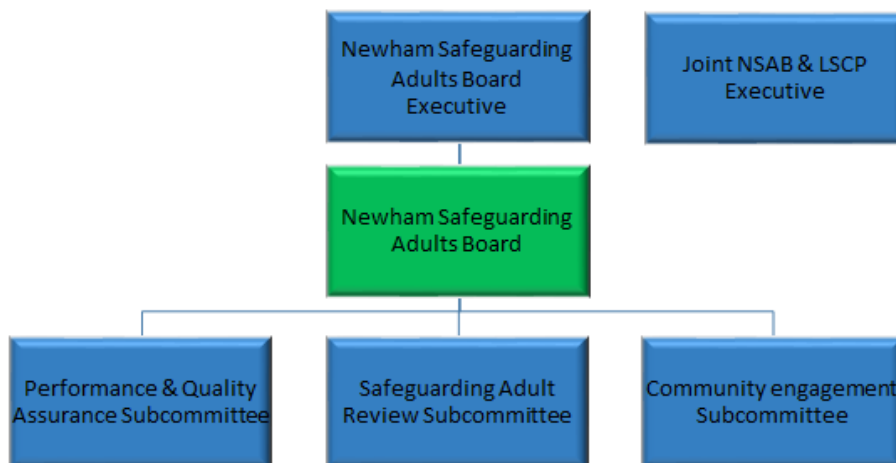 Newham Safeguarding
Adults Board
Executive
Joint NSAB & LSCP
Executive
Newham Safeguarding
Adults Board
Performance & Quality
Assurance Subcommittee
Safeguarding Adult
Review Subcommittee
Community engagement
Subcommittee